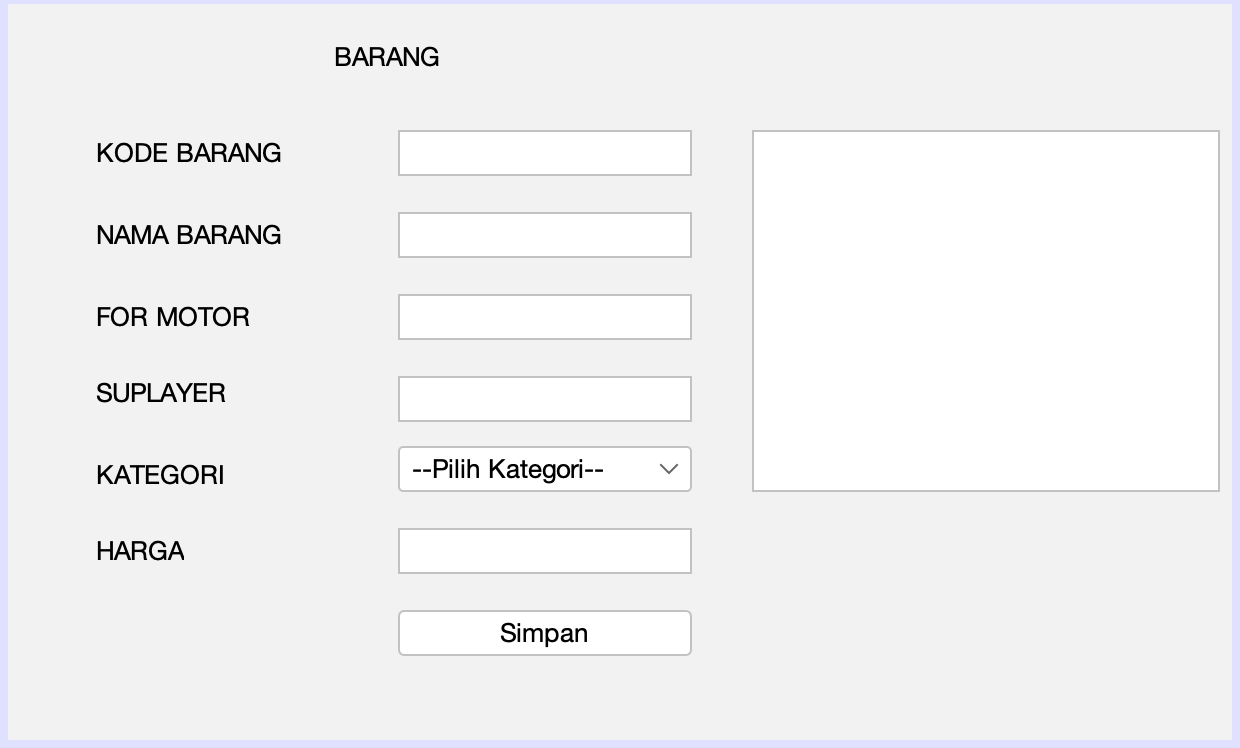 BARANG
KODE BARANG
NAMA BARANG
FOR MOTOR
SUPLAYER
KATEGORI
--Pilih Kategori--
HARGA
Simpan